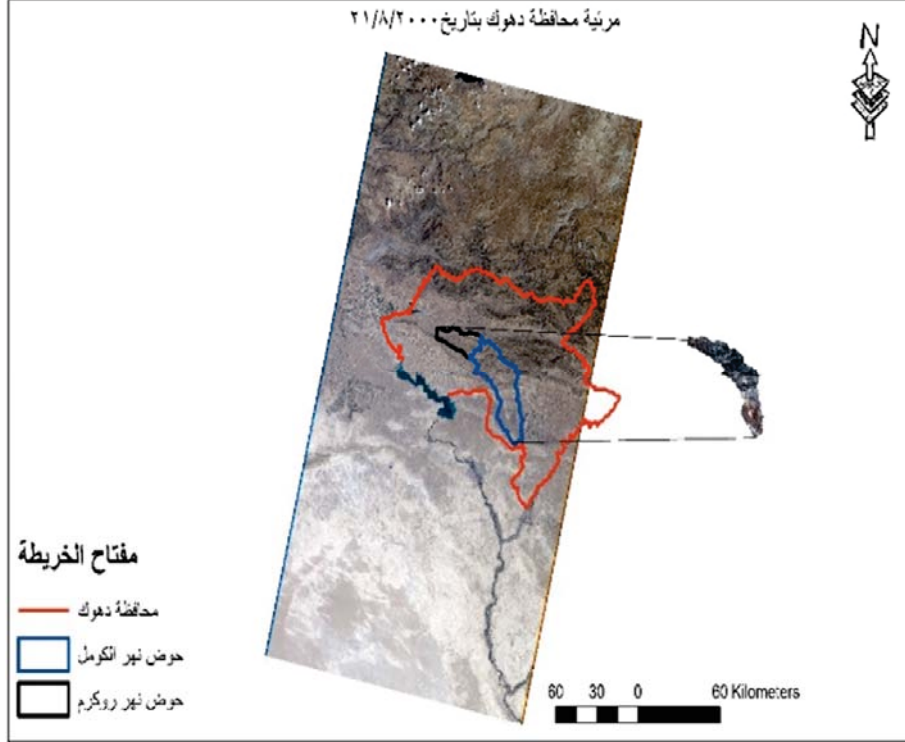 مرئية محافظة دهوك بتاريخ ٢١/٨/٢٠٠٠
N
مفتاح الخريطة
محافظة دهوك
حوض نهر الكومل
حوض نهر روكرم
60 30 0 60 Kilometers